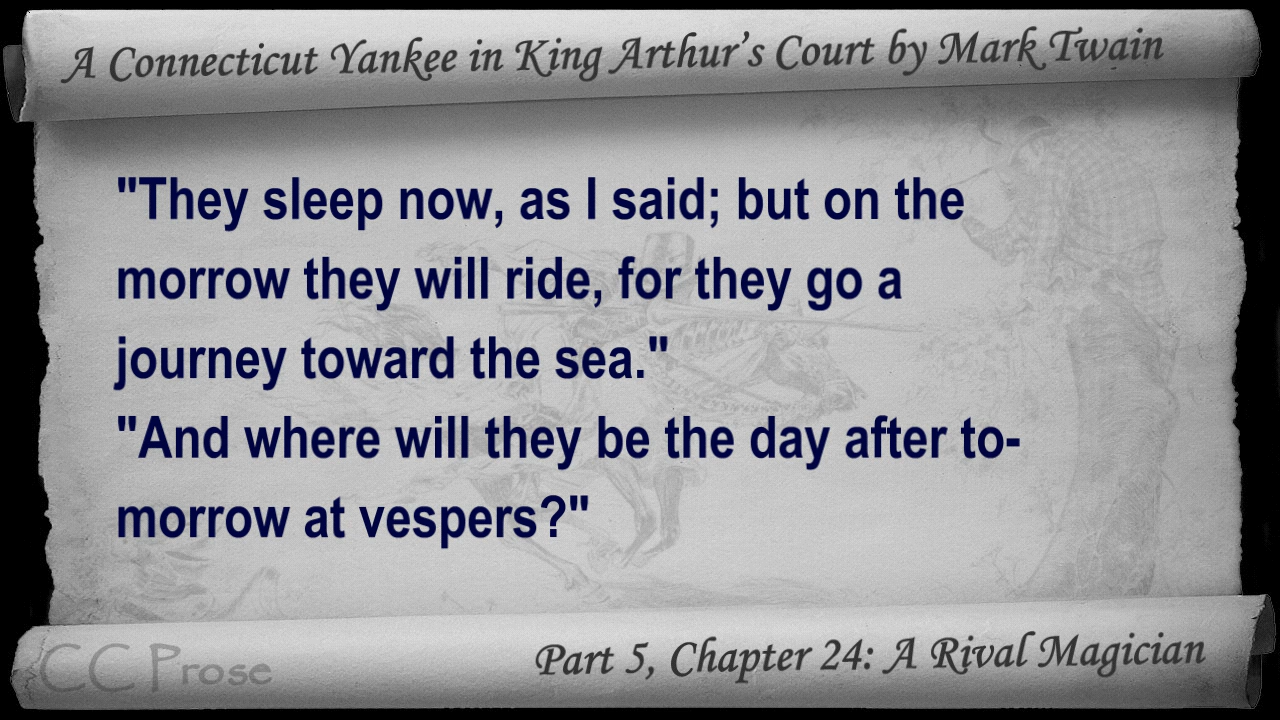 A Connecticut Yankee in King Arthur's Court by Mark Twain
"They sleep now, as I said; but on the
morrow they will ride, for they go a
journey toward the sea."
"And where will they be the day after to-
morrow at vespers?"
CC Prose
Part 5, Chapter 24: A Rival Magician